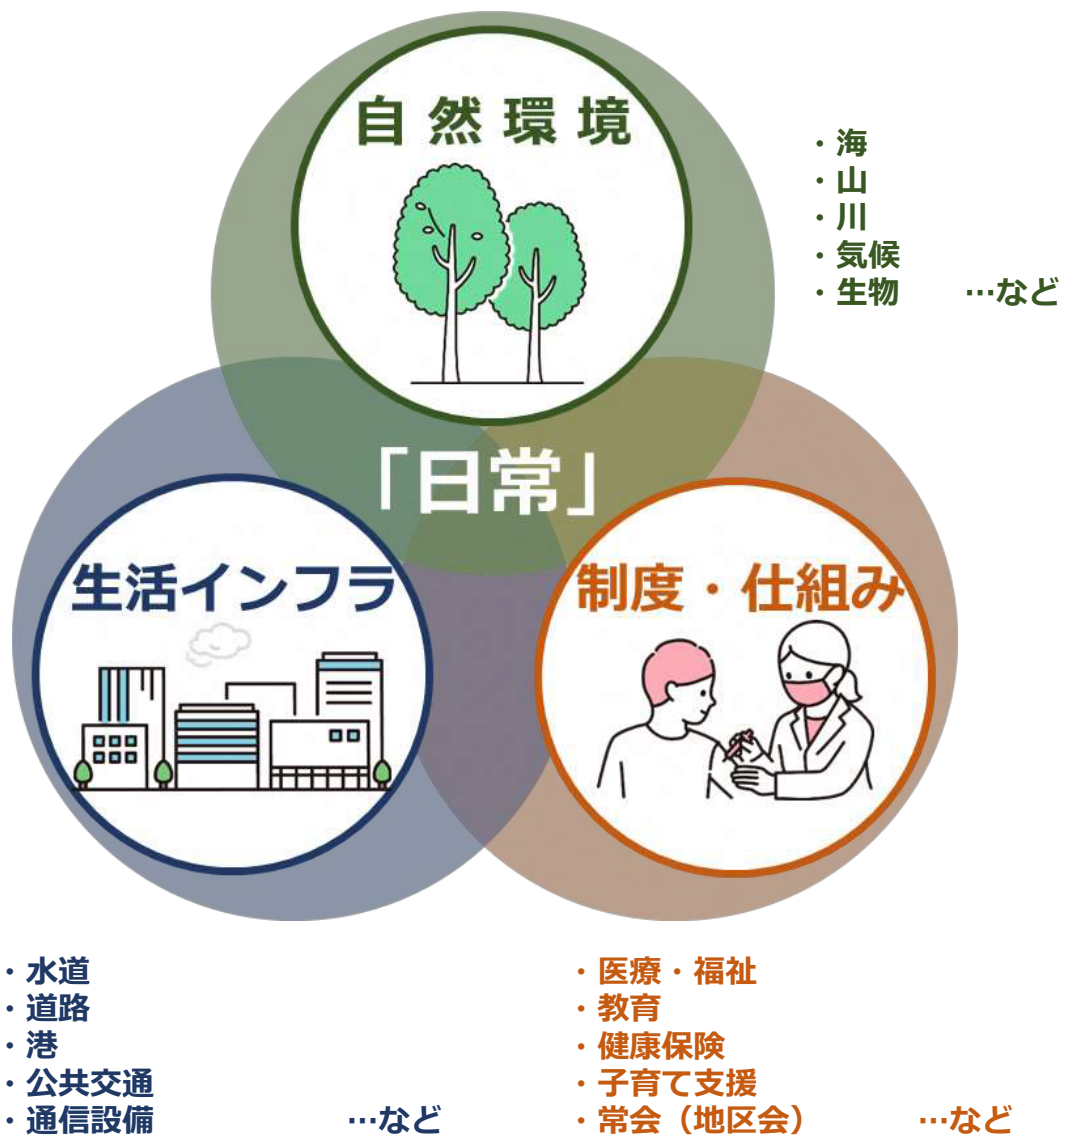 自然環境
・海
・山
・川
・気候
・生物 …など
「日常」
生活インフラ
制度・仕組み
・水道
・道路
・港
・公共交通
・通信設備 …など
・医療・福祉
・教育
・健康保険
・子育て支援
・常会（地区会） …など